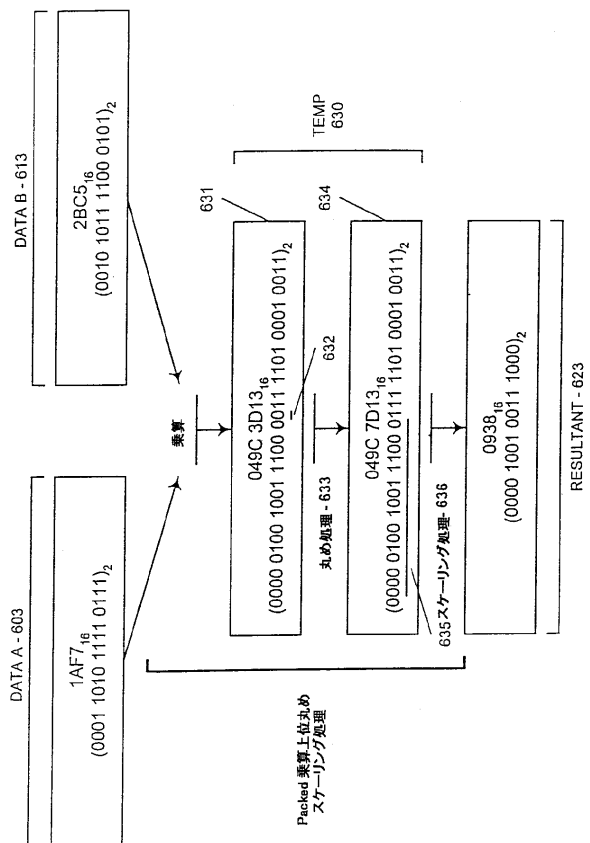 DATA A - 603
DATA B - 613
1AF7₁₆
(0001 1010 1111 0111)₂
2BC5₁₆
(0010 1011 1100 0101)₂
乗算
631
049C 3D13₁₆
(0000 0100 1001 1100 0011 1101 0001 0011)₂
632
TEMP
630
丸め処理 - 633
634
049C 7D13₁₆
(0000 0100 1001 1100 0111 1101 0001 0011)₂
635
スケーリング処理- 636
0938₁₆
(0000 1001 0011 1000)₂
RESULTANT - 623
Packed 乗算上位丸め
スケーリング処理